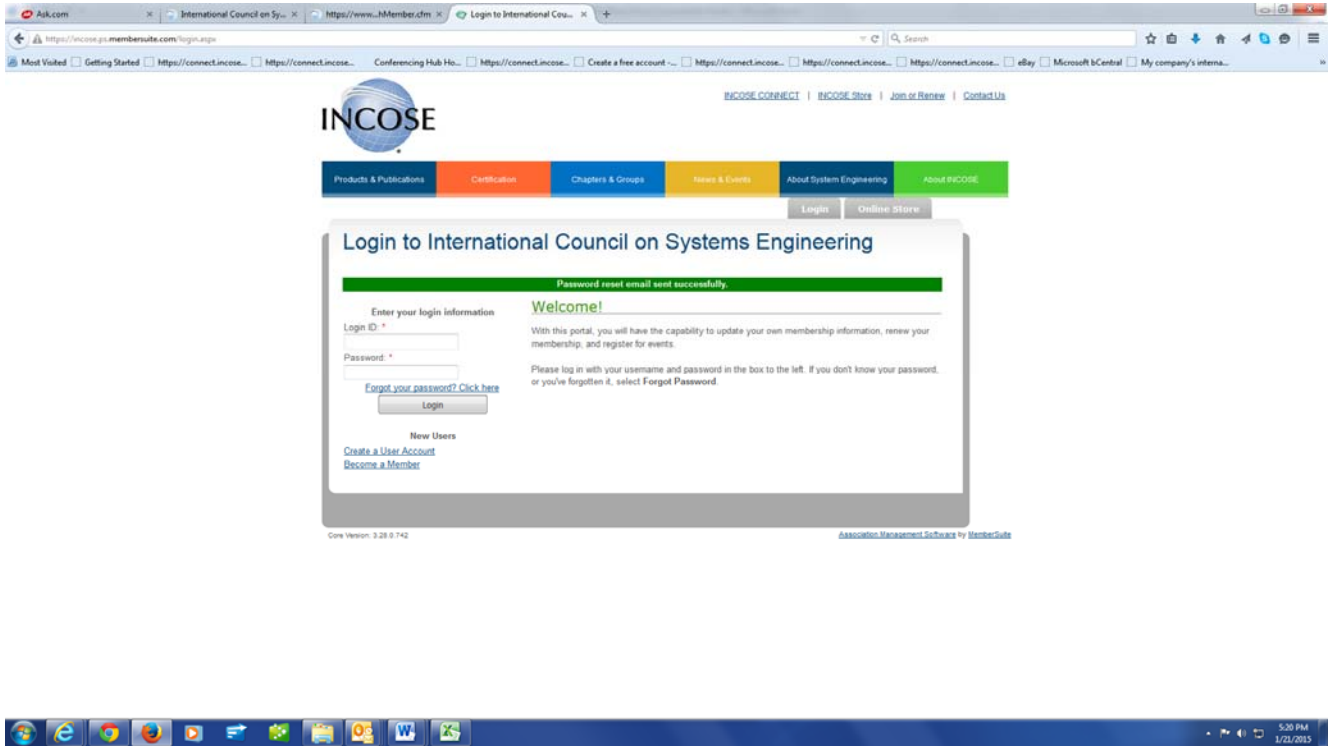 Ask.com
International Council on Sy...
https://www...hMember.cfm
Login to International Cou...
https://incose.ps.membersuite.com/login.aspx
Search
Most Visited Getting Started https://connect.incose... https://connect.incose... Conferencing Hub Ho... https://connect.incose... Create a free account -... https://connect.incose... https://connect.incose... https://connect.incose... eBay Microsoft bCentral My company's interna...
INCOSE CONNECT | INCOSE Store | Join or Renew | Contact Us
INCOSE
Products & Publications Certification Chapters & Groups News & Events About System Engineering About INCOSE
Login Online Store
Login to International Council on Systems Engineering
Password reset email sent successfully.
Enter your login information
Login ID: *
Password: *
Forgot your password? Click here
Login
New Users
Create a User Account
Become a Member
Welcome!
With this portal, you will have the capability to update your own membership information, renew your
membership, and register for events.
Please log in with your username and password in the box to the left. If you don't know your password,
or you've forgotten it, select Forgot Password.
Core Version: 3.28.0.742
Association Management Software by MemberSuite
5:20 PM
1/21/2015